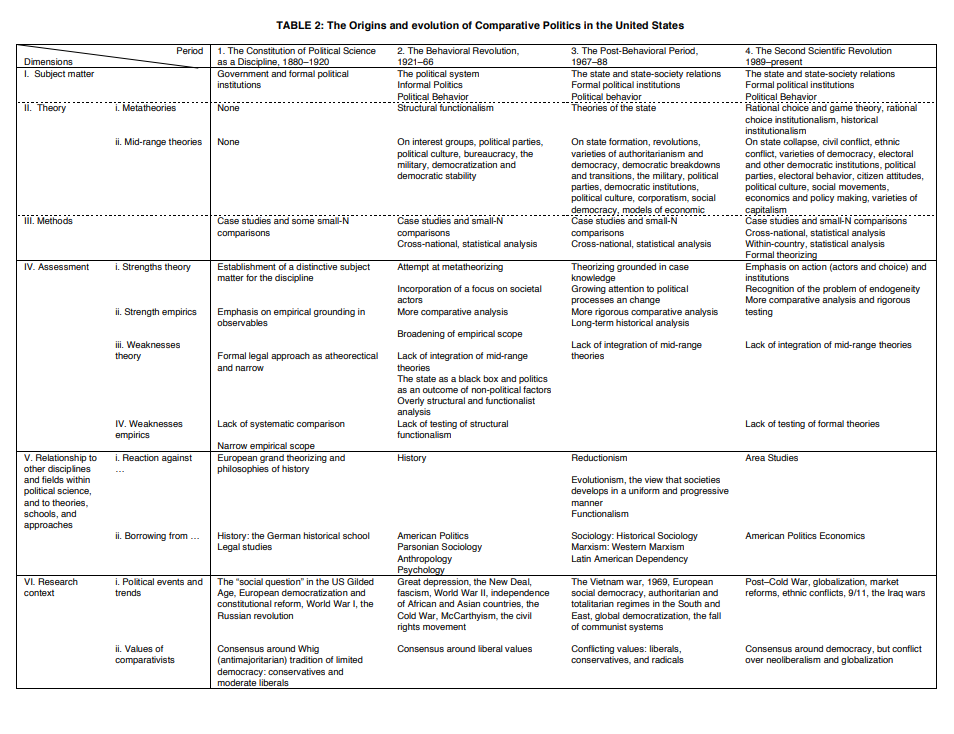 TABLE 2: The Origins and evolution of Comparative Politics in the United States
Period
Dimensions
1. The Constitution of Political Science
as a Discipline, 1880–1920
2. The Behavioral Revolution,
1921–66
3. The Post-Behavioral Period,
1967–88
4. The Second Scientific Revolution
1989–present
I. Subject matter
Government and formal political
institutions
The political system
Informal Politics
Political Behavior
The state and state-society relations
Formal political institutions
Political behavior
The state and state-society relations
Formal political institutions
Political Behavior
II. Theory
i. Metatheories
None
Structural functionalism
Theories of the state
Rational choice and game theory, rational
choice institutionalism, historical
institutionalism
ii. Mid-range theories
None
On interest groups, political parties,
political culture, bureaucracy, the
military, democratization and
democratic stability
On state formation, revolutions,
varieties of authoritarianism and
democracy, democratic breakdowns
and transitions, the military, political
parties, democratic institutions,
political culture, corporatism, social
democracy, models of economic
On state collapse, civil conflict, ethnic
conflict, varieties of democracy, electoral
and other democratic institutions, political
parties, electoral behavior, citizen attitudes,
political culture, social movements,
economics and policy making, varieties of
capitalism
III. Methods
Case studies and some small-N
comparisons
Case studies and small-N
comparisons
Cross-national, statistical analysis
Case studies and small-N
comparisons
Cross-national, statistical analysis
Case studies and small-N comparisons
Cross-national, statistical analysis
Within-country, statistical analysis
Formal theorizing
IV. Assessment
i. Strengths theory
Establishment of a distinctive subject
matter for the discipline
Attempt at metatheorizing
Incorporation of a focus on societal
actors
Theorizing grounded in case
knowledge
Growing attention to political
processes an change
Emphasis on action (actors and choice) and
institutions
Recognition of the problem of endogeneity
More comparative analysis and rigorous
testing
ii. Strength empirics
Emphasis on empirical grounding in
observables
More comparative analysis
Broadening of empirical scope
More rigorous comparative analysis
Long-term historical analysis
iii. Weaknesses
theory
Formal legal approach as atheorectical
and narrow
Lack of integration of mid-range
theories
The state as a black box and politics
as an outcome of non-political factors
Overly structural and functionalist
analysis
Lack of integration of mid-range
theories
Lack of integration of mid-range theories
IV. Weaknesses
empirics
Lack of systematic comparison
Narrow empirical scope
Lack of testing of structural
functionalism
Lack of testing of formal theories
V. Relationship to
other disciplines
and fields within
political science,
and to theories,
schools, and
approaches
i. Reaction against
…
European grand theorizing and
philosophies of history
History
Reductionism
Evolutionism, the view that societies
develops in a uniform and progressive
manner
Functionalism
Area Studies
ii. Borrowing from …
History: the German historical school
Legal studies
American Politics
Parsonian Sociology
Anthropology
Psychology
Sociology: Historical Sociology
Marxism: Western Marxism
Latin American Dependency
American Politics Economics
VI. Research
context
i. Political events and
trends
The “social question” in the US Gilded
Age, European democratization and
constitutional reform, World War I, the
Russian revolution
Great depression, the New Deal,
fascism, World War II, independence
of African and Asian countries, the
Cold War, McCarthyism, the civil
rights movement
The Vietnam war, 1969, European
social democracy, authoritarian and
totalitarian regimes in the South and
East, global democratization, the fall
of communist systems
Post–Cold War, globalization, market
reforms, ethnic conflicts, 9/11, the Iraq wars
ii. Values of
comparativists
Consensus around Whig
(antimajoritarian) tradition of limited
democracy: conservatives and
moderate liberals
Consensus around liberal values
Conflicting values: liberals,
conservatives, and radicals
Consensus around democracy, but conflict
over neoliberalism and globalization